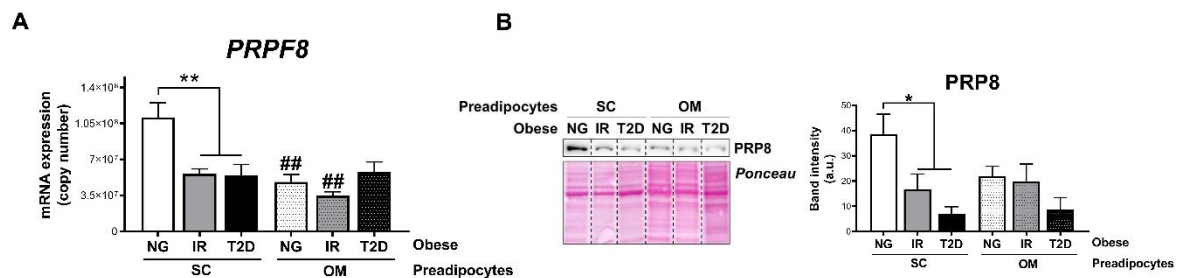 A
PRPF8
mRNA expression
(copy number)
1.4×10⁸
1.05×10⁸
7×10⁷
3.5×10⁷
0
**
##
##
NG IR T2D NG IR T2D Obese
SC OM Preadipocytes
B
Preadipocytes SC OM
Obese NG IR T2D NG IR T2D
PRP8
Ponceau
PRP8
Band intensity
(a.u.)
50
40
30
20
10
0
*
NG IR T2D NG IR T2D Obese
SC OM Preadipocytes